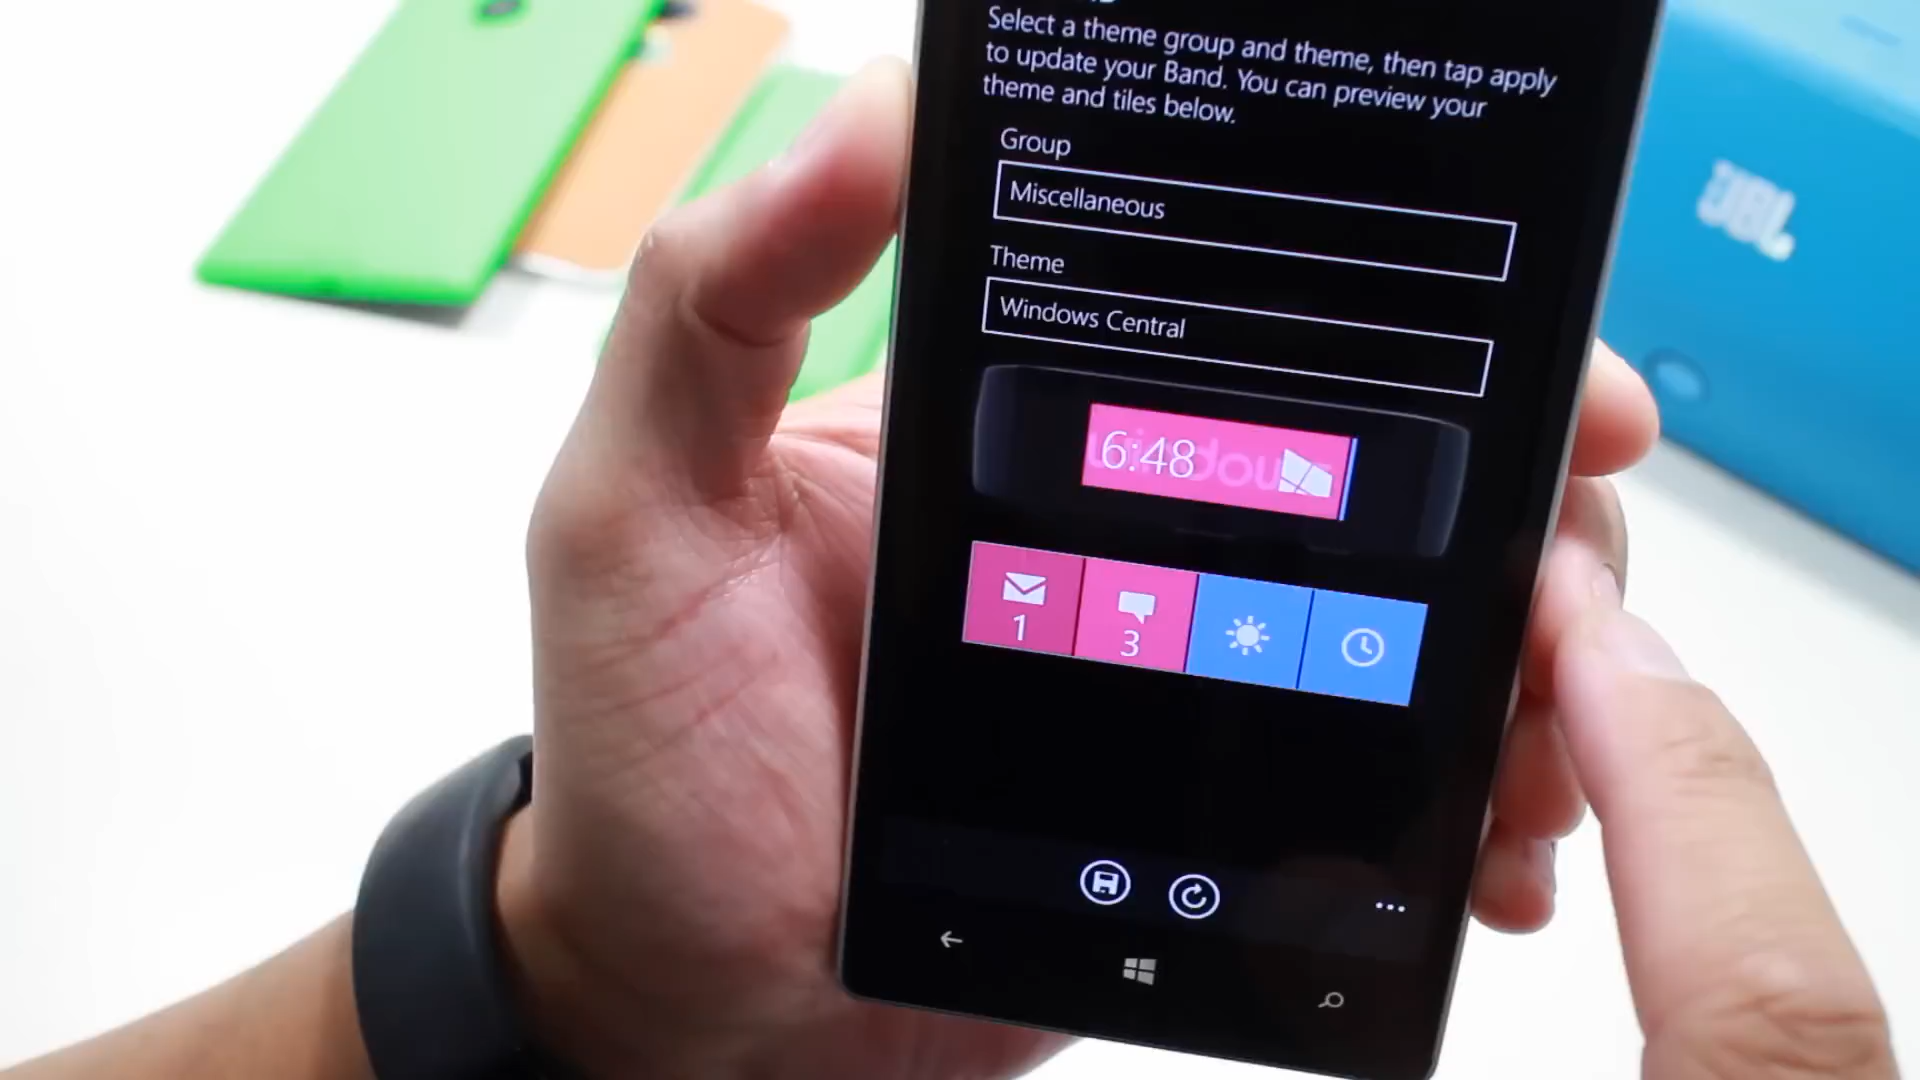 Select a theme group and theme, then tap apply
to update your Band. You can preview your
theme and tiles below.
Group
Miscellaneous
Theme
Windows Central
6:48
1
3
JBL